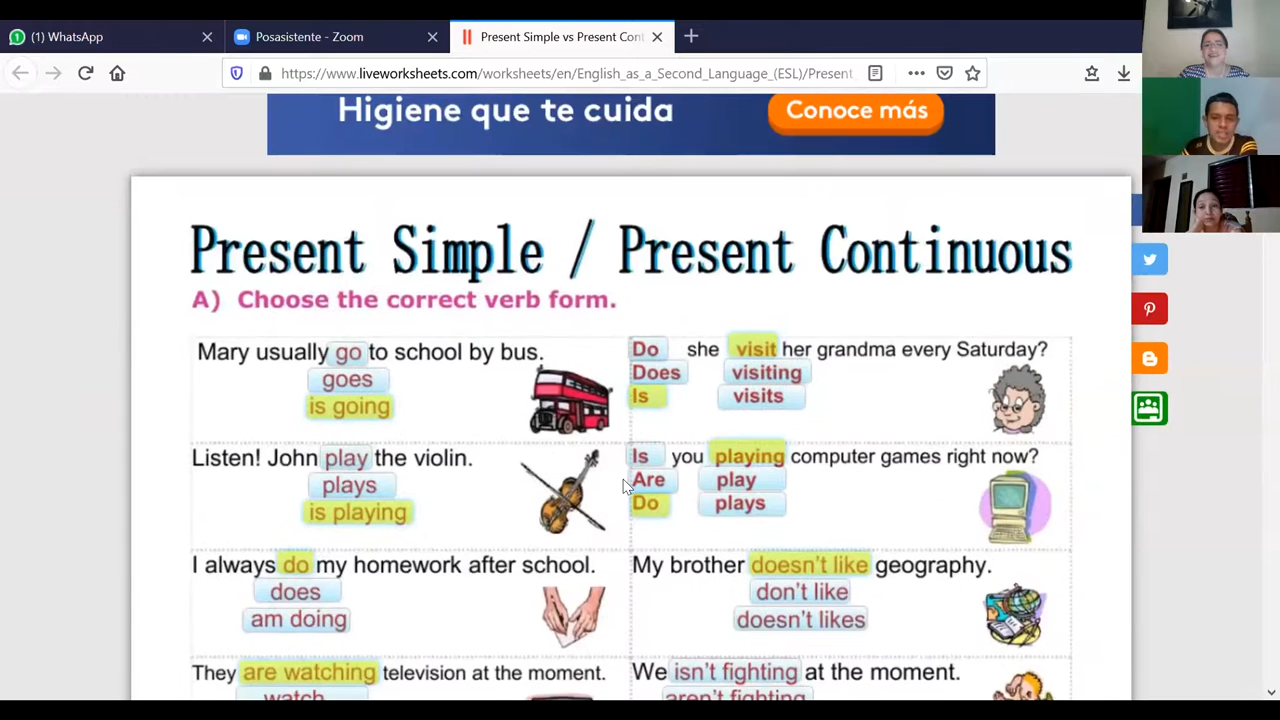 (1) WhatsApp
Posasistente - Zoom
Present Simple vs Present Cont
https://www.liveworksheets.com/worksheets/en/English_as_a_Second_Language_(ESL)/Present_
Higiene que te cuida
Conoce más
Present Simple / Present Continuous
A) Choose the correct verb form.
Mary usually go to school by bus.
goes
is going
Do she visit her grandma every Saturday?
Does visiting
Is visits
Listen! John play the violin.
plays
is playing
Is you playing computer games right now?
Are play
Do plays
I always do my homework after school.
does
am doing
My brother doesn't like geography.
don't like
doesn't likes
They are watching television at the moment.
watch
We isn't fighting at the moment.
aren't fighting